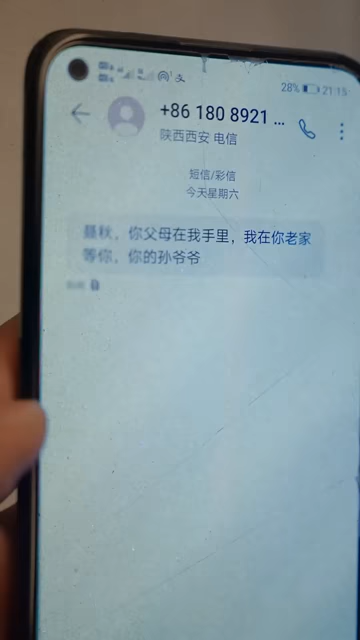 28% 21:15
+86 180 8921 ...
陕西西安 电信
短信/彩信
今天星期六
聂秋，你父母在我手里，我在你老家
等你，你的孙爷爷